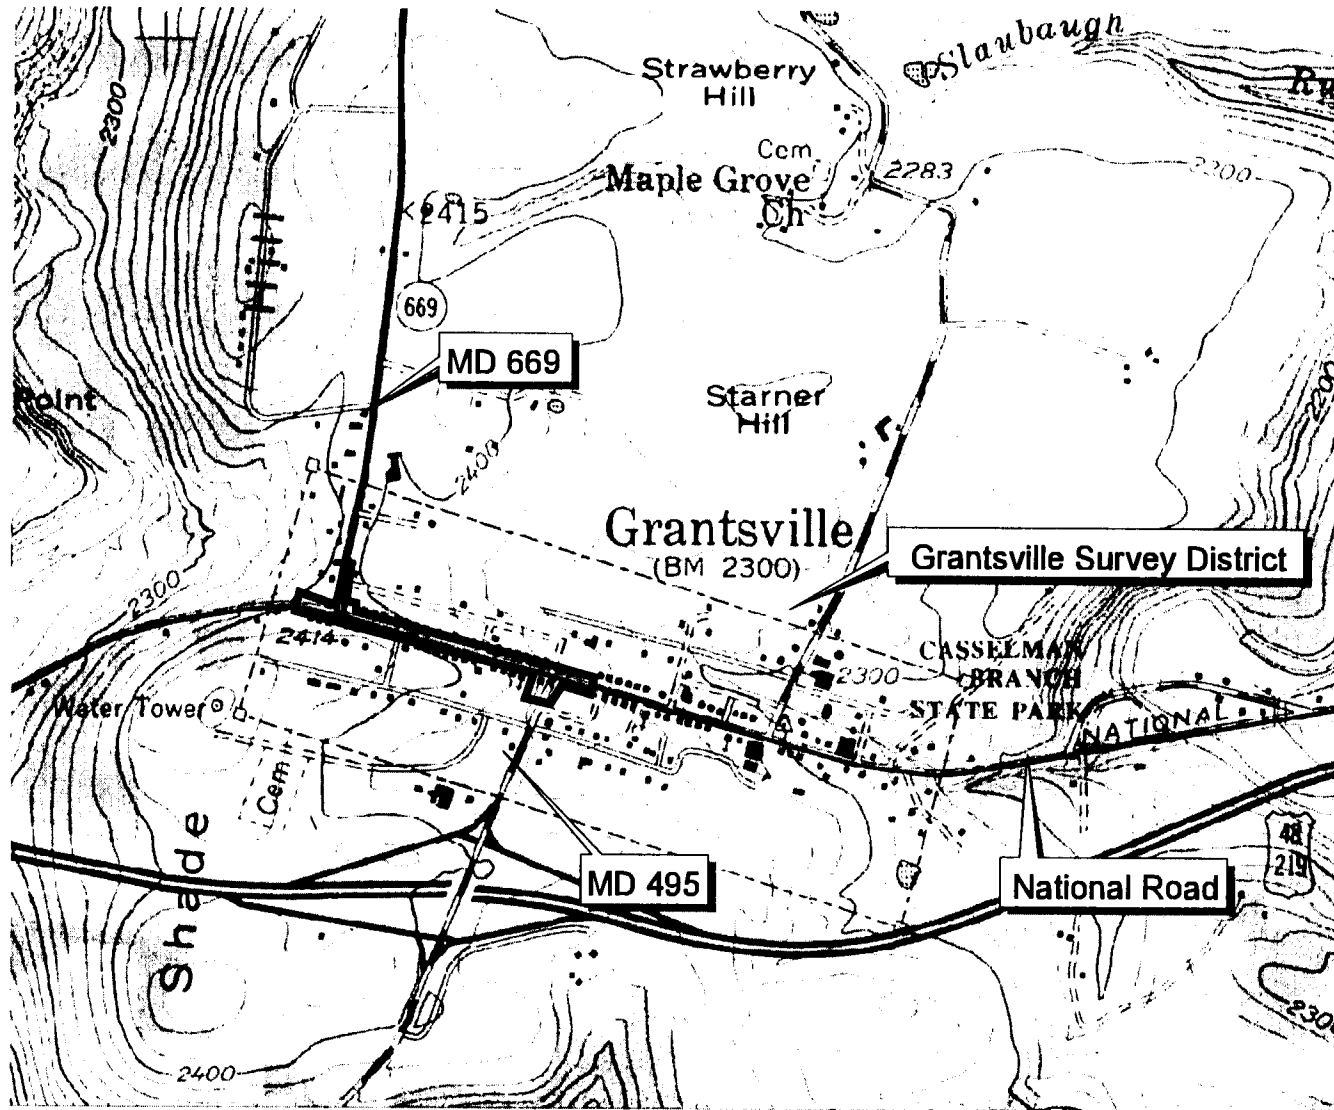 Slaubaugh
Strawberry
Hill
2300
Cem
2283
2200
Maple Grove
Ch
×2415
669
MD 669
Point
Starner
Hill
2200
2400
Grantsville
(BM 2300)
Grantsville Survey District
2300
2414
CASSELMAN
BRANCH
STATE PARK
2300
Water Tower
NATIONAL
Cem
Shade
48
219
MD 495
National Road
2300
2400